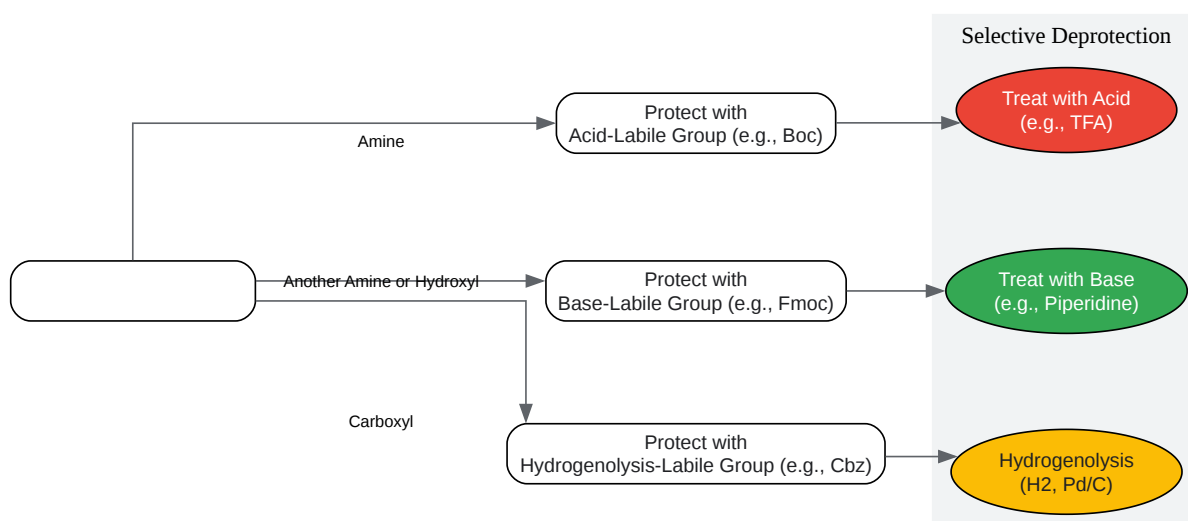 Selective Deprotection
Amine
Protect with
Acid-Labile Group (e.g., Boc)
Treat with Acid
(e.g., TFA)
Another Amine or Hydroxyl
Protect with
Base-Labile Group (e.g., Fmoc)
Treat with Base
(e.g., Piperidine)
Carboxyl
Protect with
Hydrogenolysis-Labile Group (e.g., Cbz)
Hydrogenolysis
(H2, Pd/C)